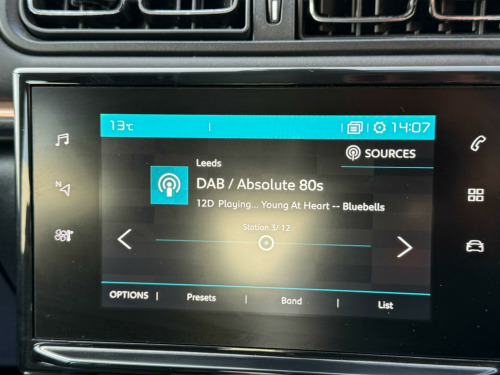 13℃
14:07
SOURCES
Leeds
DAB / Absolute 80s
12D Playing... Young At Heart -- Bluebells
Station 3/ 12
N
OPTIONS Presets Band List